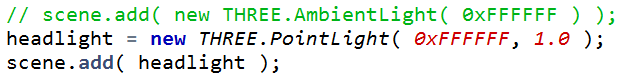 // scene.add( new THREE.AmbientLight( 0xFFFFFF ) );
headlight = new THREE.PointLight( 0xFFFFFF, 1.0 );
scene.add( headlight );